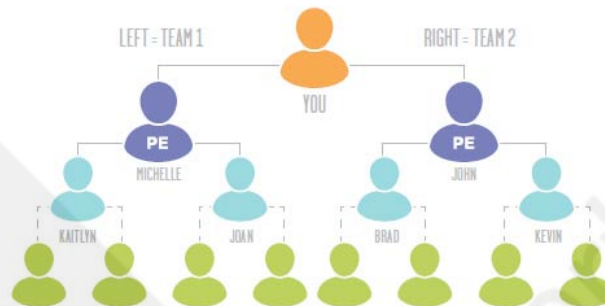 LEFT = TEAM 1
RIGHT = TEAM 2
YOU
PE
PE
MICHELLE
JOHN
KAITLYN
JOAN
BRAD
KEVIN